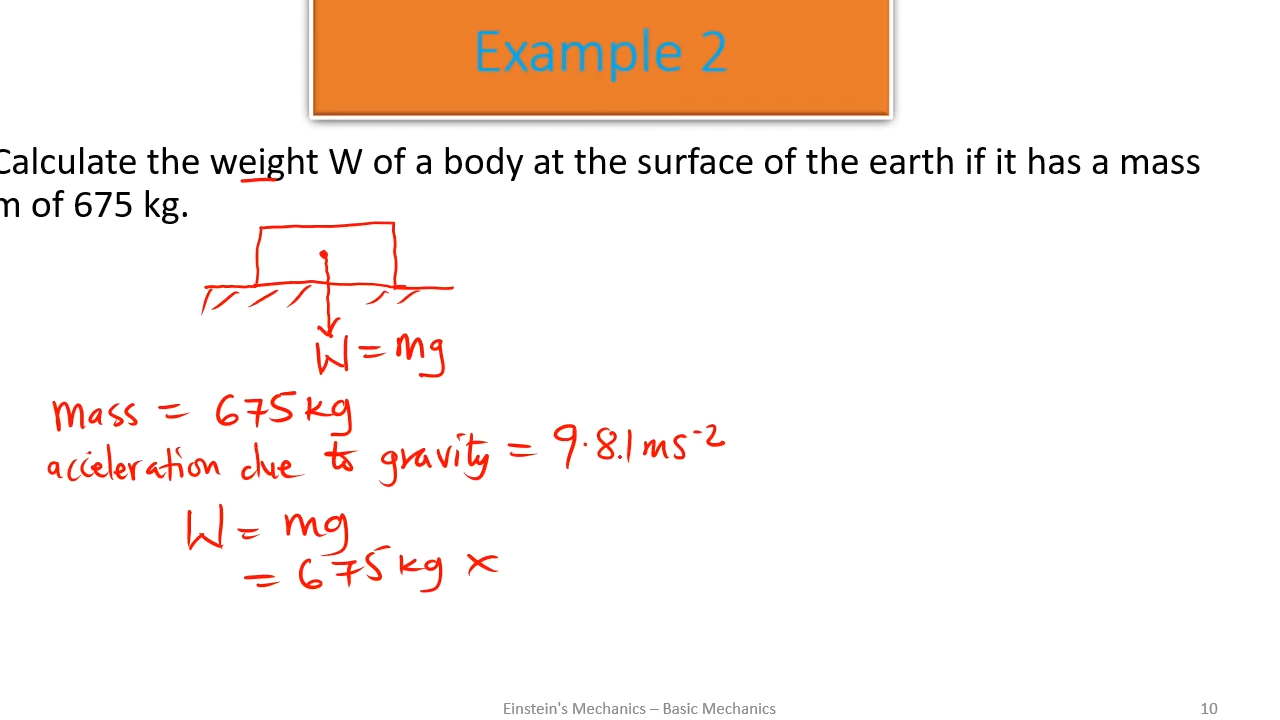 Example 2
Calculate the weight W of a body at the surface of the earth if it has a mass
m of 675 kg.
W = mg
mass = 675 kg
acceleration due to gravity = 9.81 ms⁻²
W = mg
= 675 kg ×
Einstein's Mechanics – Basic Mechanics
10